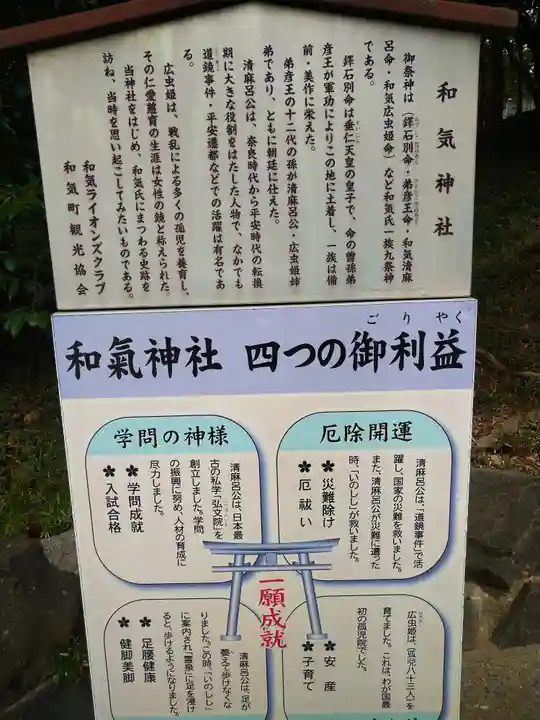 和気神社
御祭神は(鐸石別命・弟彦王命・和気清麻
呂命・和気広虫姫命)など和気氏一族九条神
である。
鐸石別命は垂仁天皇の皇子で、命の曽孫弟
彦王が軍功によりこの地に土着し、一族は備
前・美作に栄えた。
弟彦王の十二代の孫が清麻呂公・広虫姫姉
弟であり、ともに朝廷に仕えた。
清麻呂公は、奈良時代から平安時代の転換
期に大きな役割をはたした人物で、なかでも
道鏡事件・平安遷都などでの活躍は有名であ
る。
広虫姫は、戦乱による多くの孤児を養育し、
その仁愛慈育の生涯は女性の鏡と称えられた。
当神社をはじめ、和気氏にまつわる史跡を
訪ね、当時を思い起こしてみたいものである。
和気ライオンズクラブ
和気町観光協会
ごりやく
和氣神社 四つの御利益
厄除開運
清麻呂公は、「道鏡事件」で活
躍し、国家の災難を救いました。
また、清麻呂公が災難に遭った
時、「いのしし」が救いました。
＊災難除け
＊厄祓い
学問の神様
清麻呂公は、日本最
古の私学「弘文院」を
創立しました。学問
の振興に努め、人材の育成に
尽力しました。
＊学問成就
＊入試合格
一願成就
広虫姫は、(孤児八十三人)を
育てました。これは、わが国最
初の孤児院でした。
＊安産
＊子育て
清麻呂公は、足が
萎えて歩けなくな
りました。この時、「いのしし」
に案内され「霊泉」に足を浸け
ると、歩けるようになりました。
＊足腰健康
＊健脚美脚